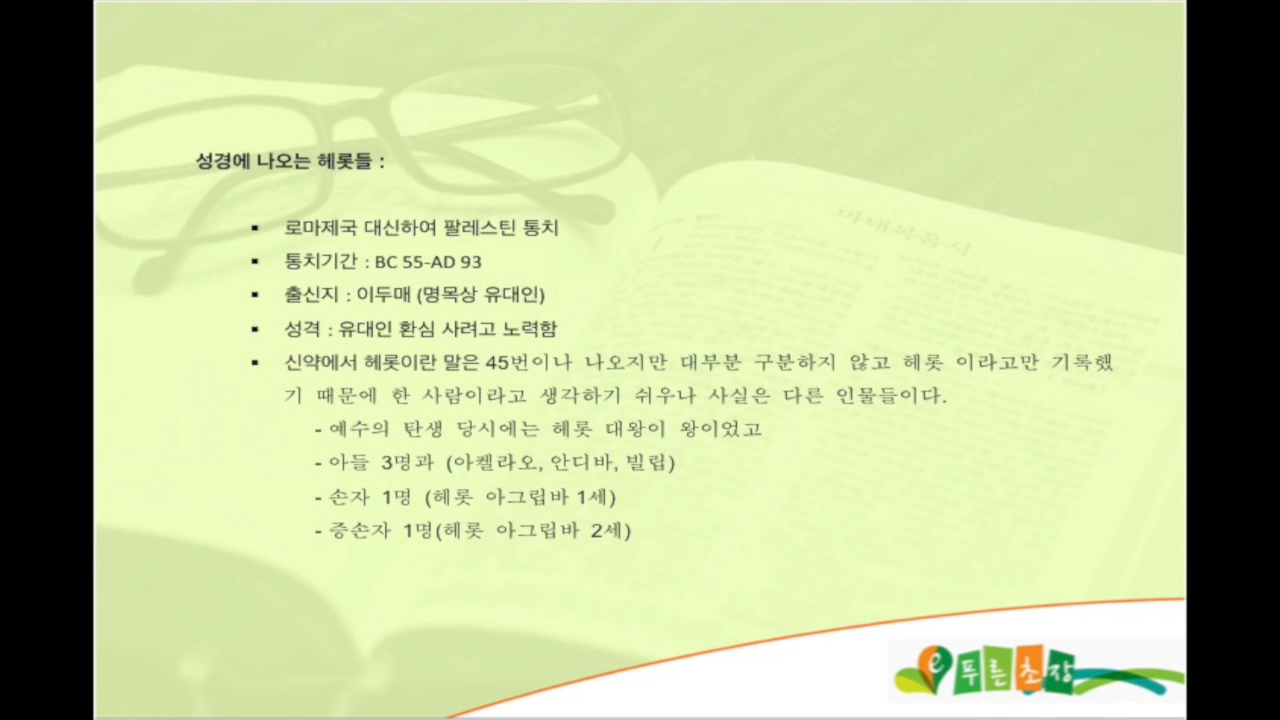 성경에 나오는 헤롯들 :
▪ 로마제국 대신하여 팔레스틴 통치
▪ 통치기간 : BC 55-AD 93
▪ 출신지 : 이두매 (명목상 유대인)
▪ 성격 : 유대인 환심 사려고 노력함
▪ 신약에서 헤롯이란 말은 45번이나 나오지만 대부분 구분하지 않고 헤롯 이라고만 기록했
기 때문에 한 사람이라고 생각하기 쉬우나 사실은 다른 인물들이다.
- 예수의 탄생 당시에는 헤롯 대왕이 왕이었고
- 아들 3명과 (아켈라오, 안디바, 빌립)
- 손자 1명 (헤롯 아그립바 1세)
- 증손자 1명(헤롯 아그립바 2세)
마태복음서
e 푸른초장